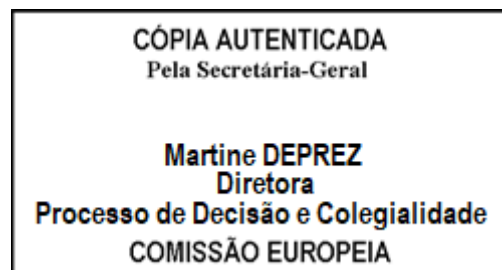 CÓPIA AUTENTICADA
Pela Secretária-Geral
Martine DEPREZ
Diretora
Processo de Decisão e Colegialidade
COMISSÃO EUROPEIA